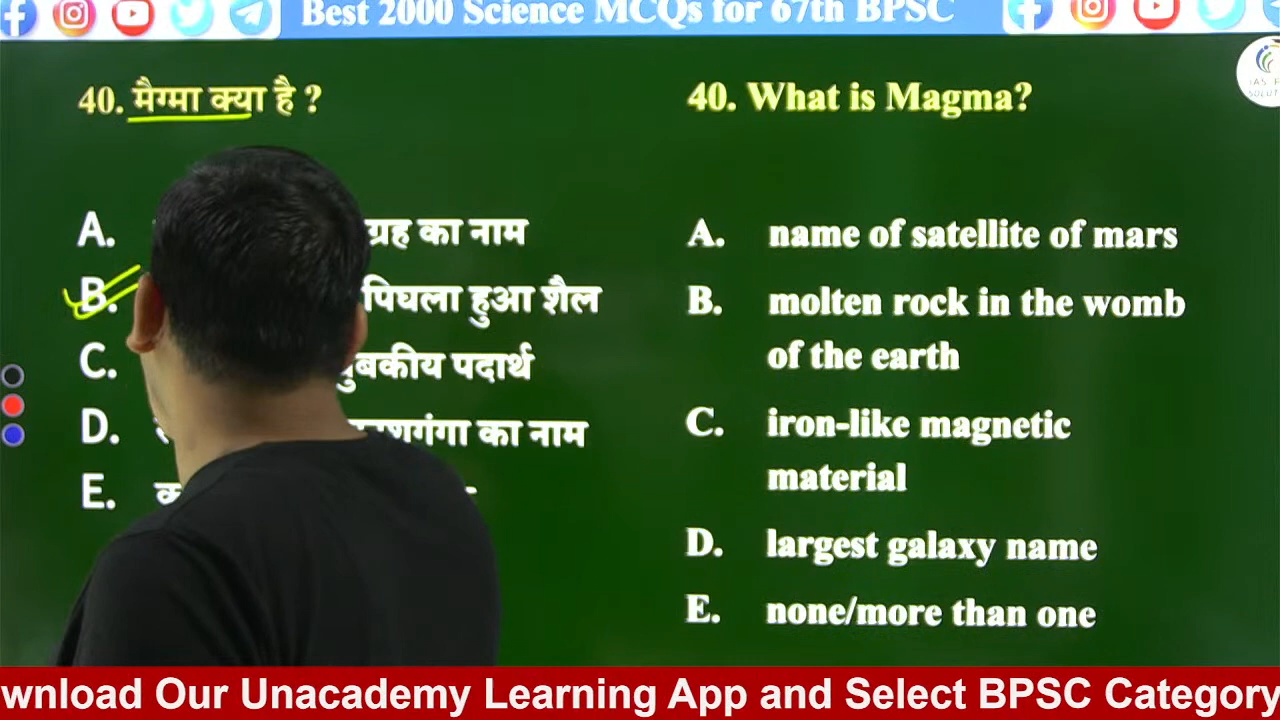 Best 2000 Science MCQs for 67th BPSC
40. मैग्मा क्या है ?
A. ग्रह का नाम
B. पिघला हुआ शैल
C. चुंबकीय पदार्थ
D. का नाम
E.
40. What is Magma?
A. name of satellite of mars
B. molten rock in the womb
of the earth
C. iron-like magnetic
material
D. largest galaxy name
E. none/more than one
wnload Our Unacademy Learning App and Select BPSC Category